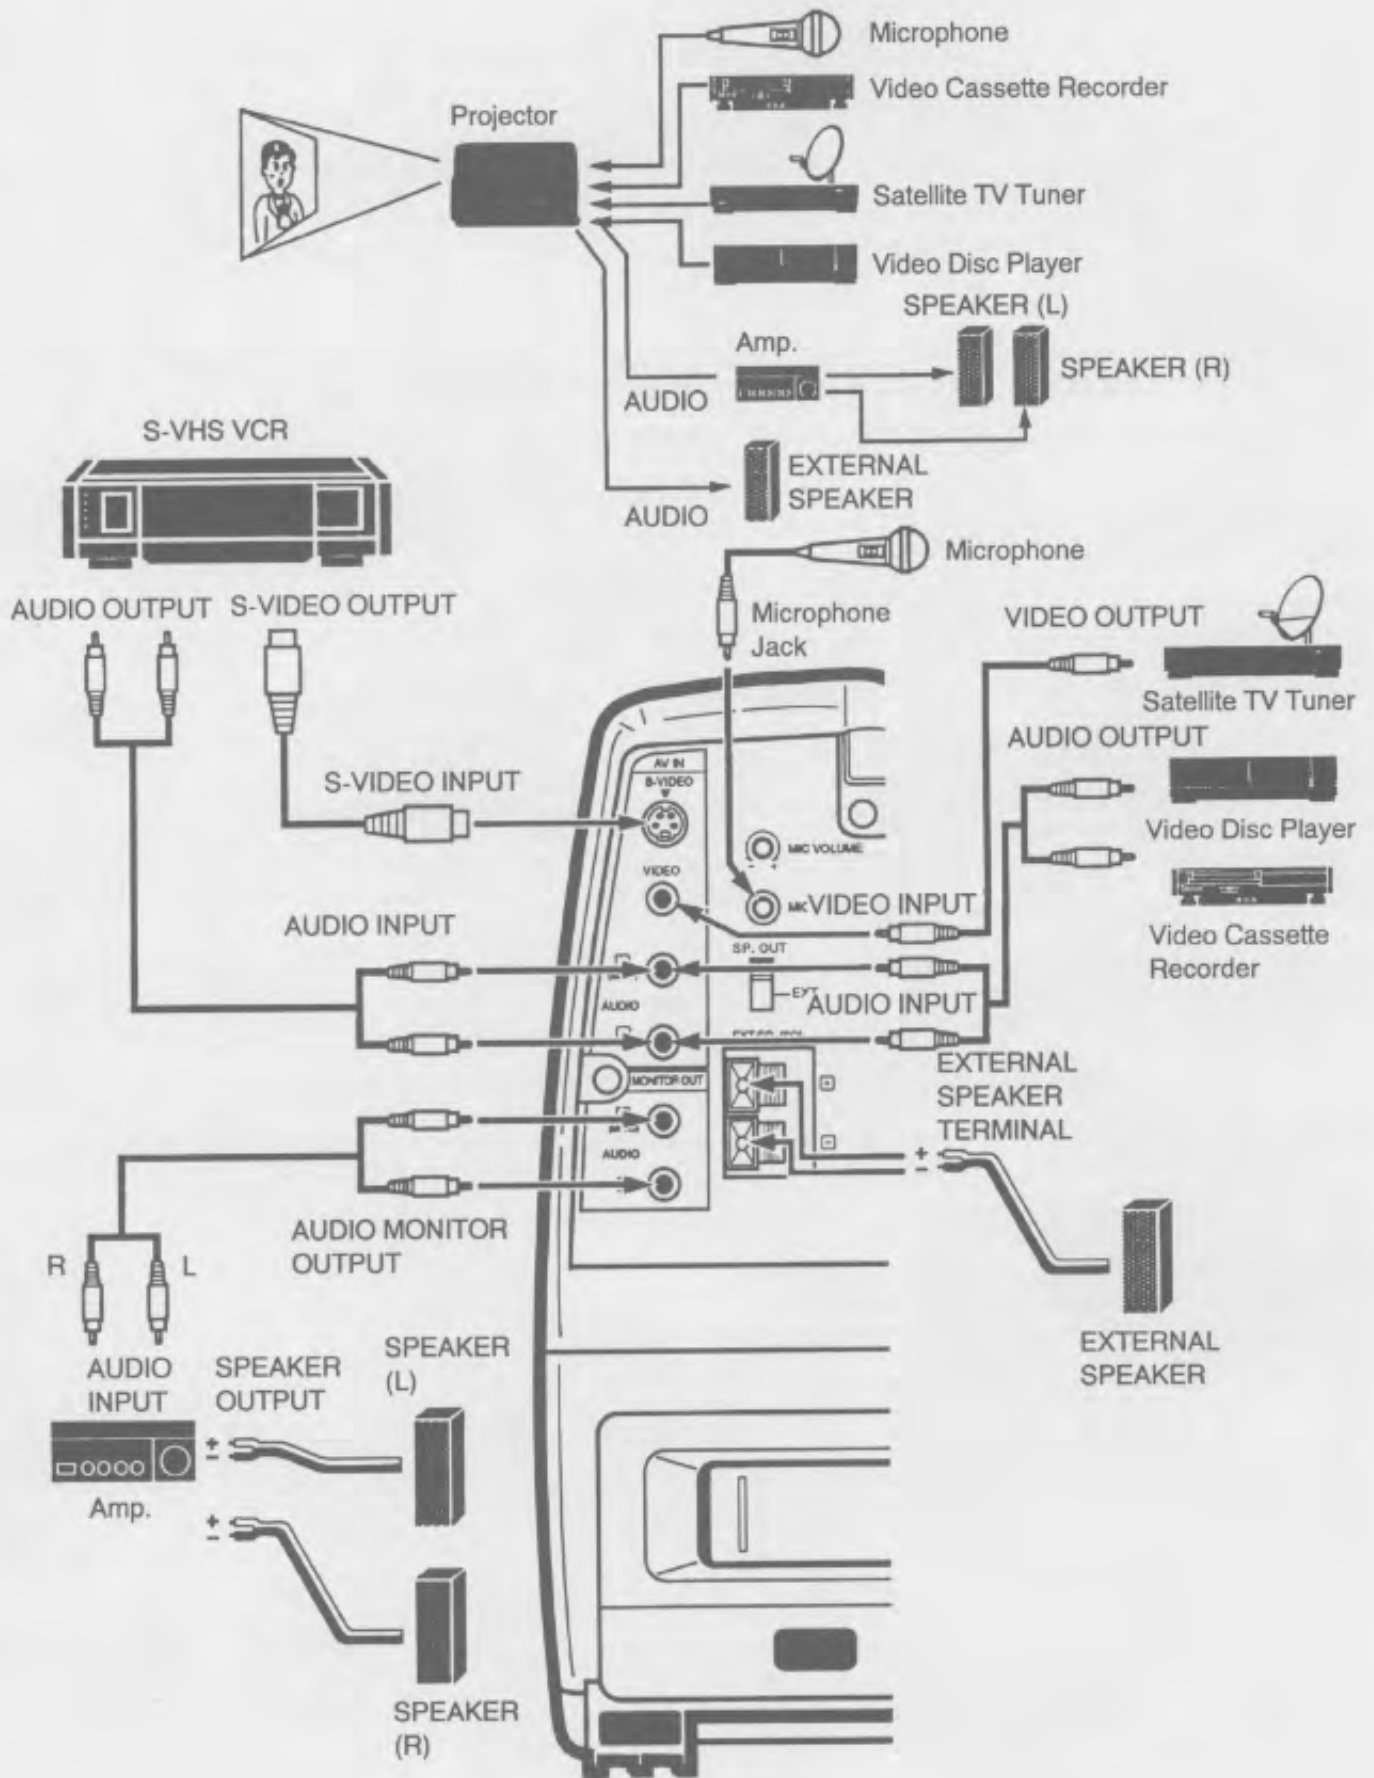 Microphone
Video Cassette Recorder
Projector
Satellite TV Tuner
Video Disc Player
SPEAKER (L)
Amp.
SPEAKER (R)
AUDIO
S-VHS VCR
EXTERNAL
SPEAKER
AUDIO
Microphone
AUDIO OUTPUT
S-VIDEO OUTPUT
Microphone
Jack
VIDEO OUTPUT
Satellite TV Tuner
AUDIO OUTPUT
S-VIDEO INPUT
AV IN
S-VIDEO
Video Disc Player
MIC VOLUME
- +
VIDEO
VIDEO INPUT
AUDIO INPUT
Video Cassette
Recorder
SP. OUT
EXT
AUDIO INPUT
AUDIO
EXTERNAL
SPEAKER
TERMINAL
MONITOR OUT
+
-
AUDIO
+
-
AUDIO MONITOR
OUTPUT
R L
EXTERNAL
SPEAKER
AUDIO
INPUT
SPEAKER
OUTPUT
SPEAKER
(L)
+
-
Amp.
+
-
SPEAKER
(R)